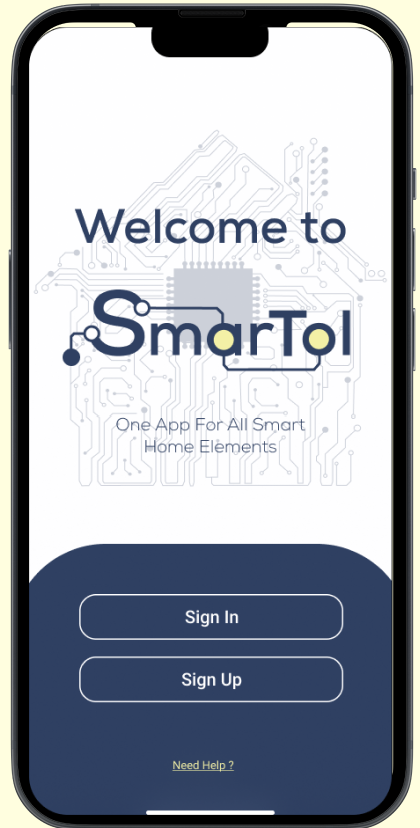 Welcome to
SmarTol
One App For All Smart
Home Elements
Sign In
Sign Up
Need Help ?